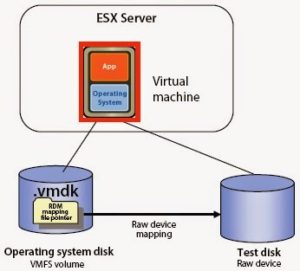 ESX Server
App
Operating
System
Virtual
machine
.vmdk
RDM
mapping
file pointer
Raw device
mapping
Operating system disk
VMFS volume
Test disk
Raw device